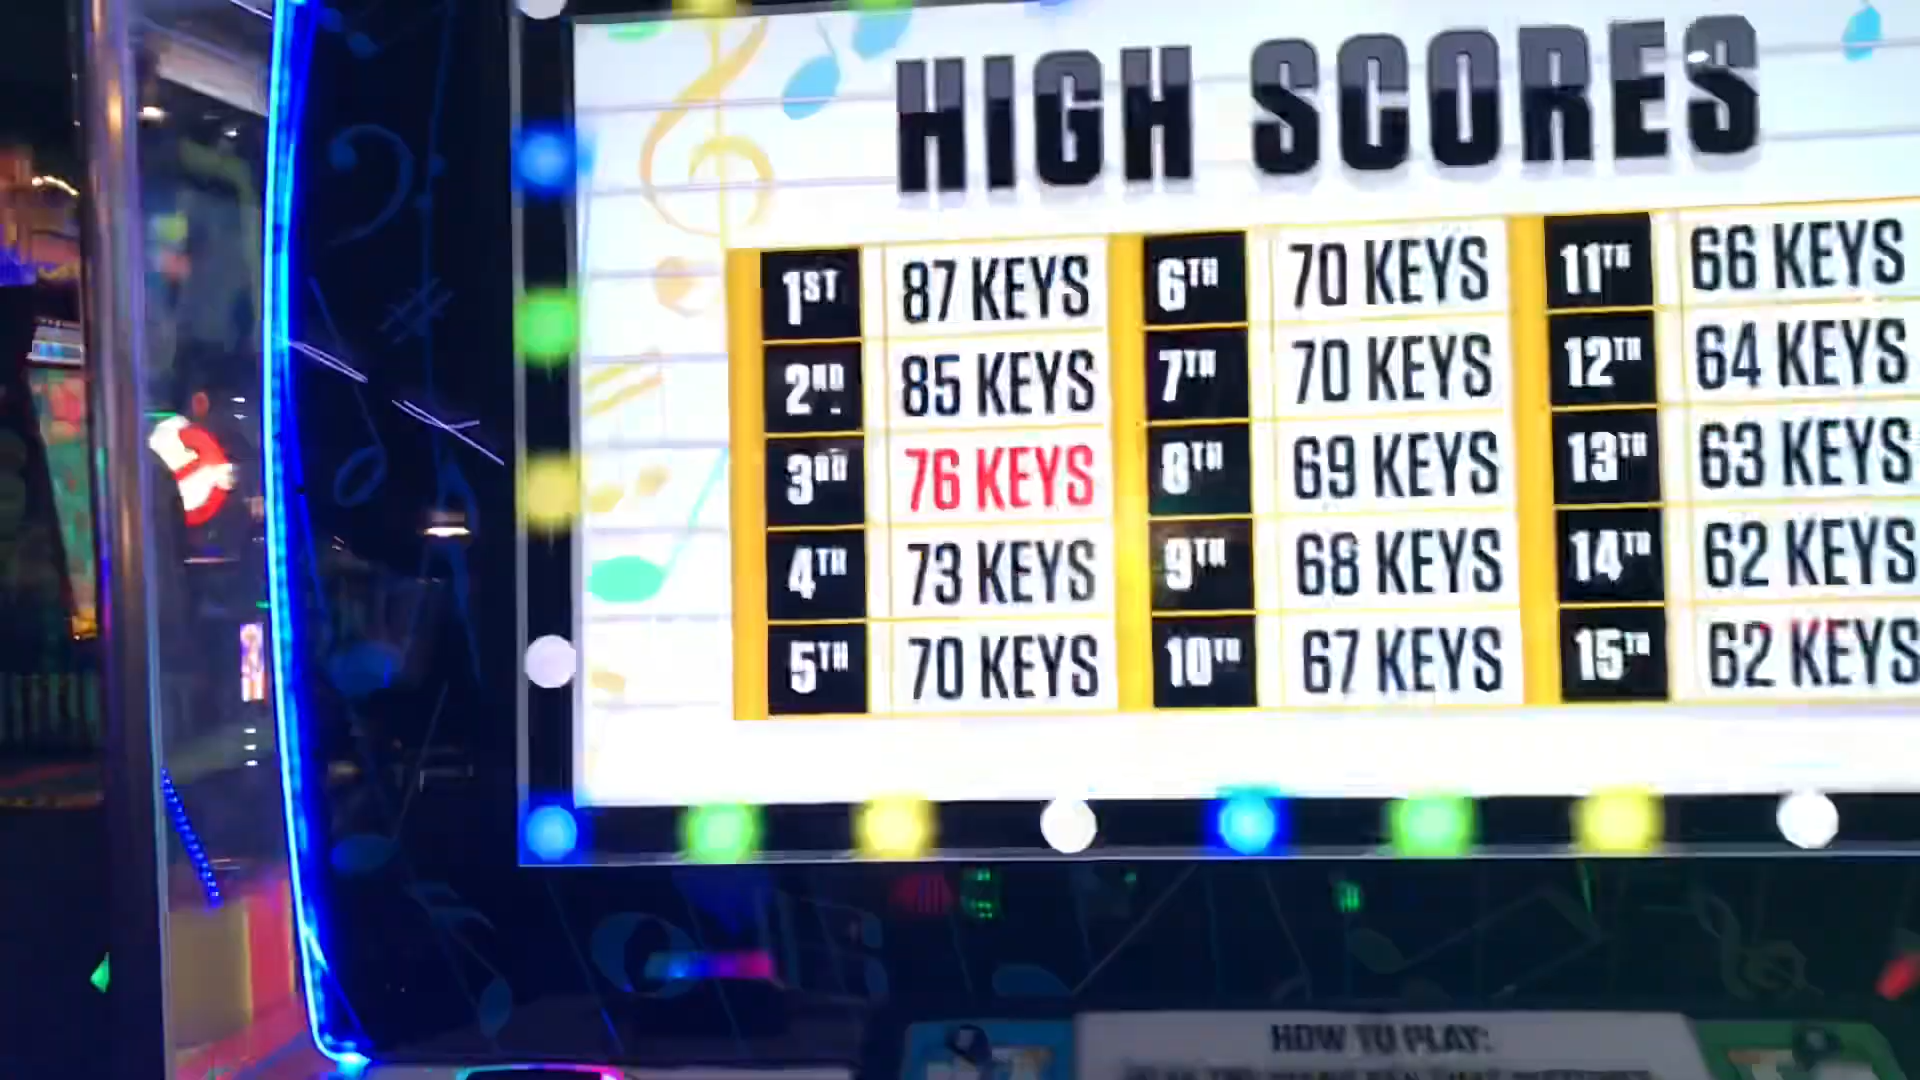 HIGH SCORES
1ST 87 KEYS 6TH 70 KEYS 11TH 66 KEYS
2ND 85 KEYS 7TH 70 KEYS 12TH 64 KEYS
3RD 76 KEYS 8TH 69 KEYS 13TH 63 KEYS
4TH 73 KEYS 9TH 68 KEYS 14TH 62 KEYS
5TH 70 KEYS 10TH 67 KEYS 15TH 62 KEYS
HOW TO PLAY: